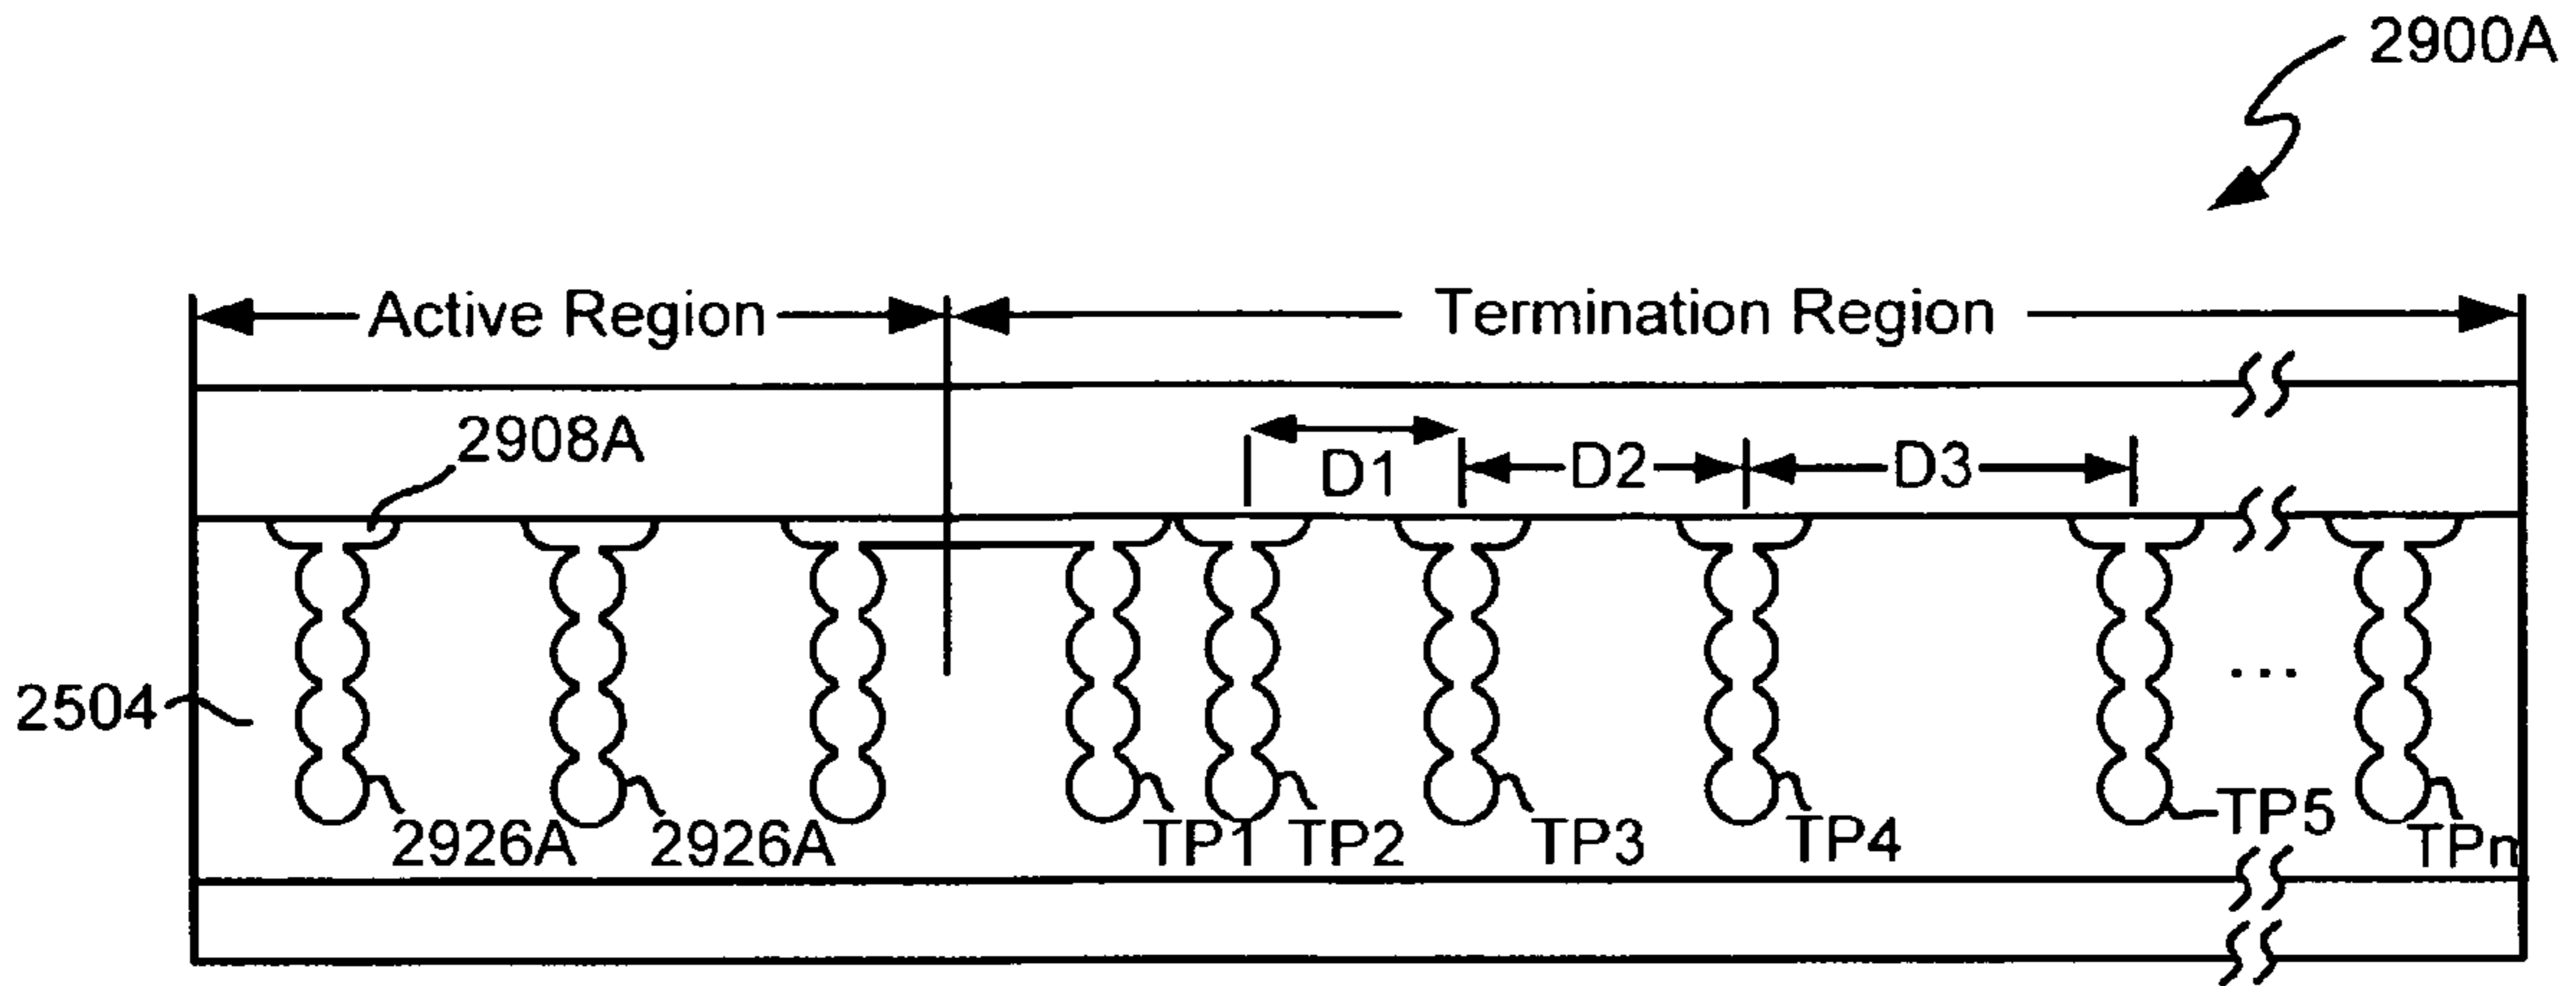 2900A
Active Region
Termination Region
2908A
D1
D2
D3
2504
2926A
2926A
TP1
TP2
TP3
TP4
TP5
...
TPn